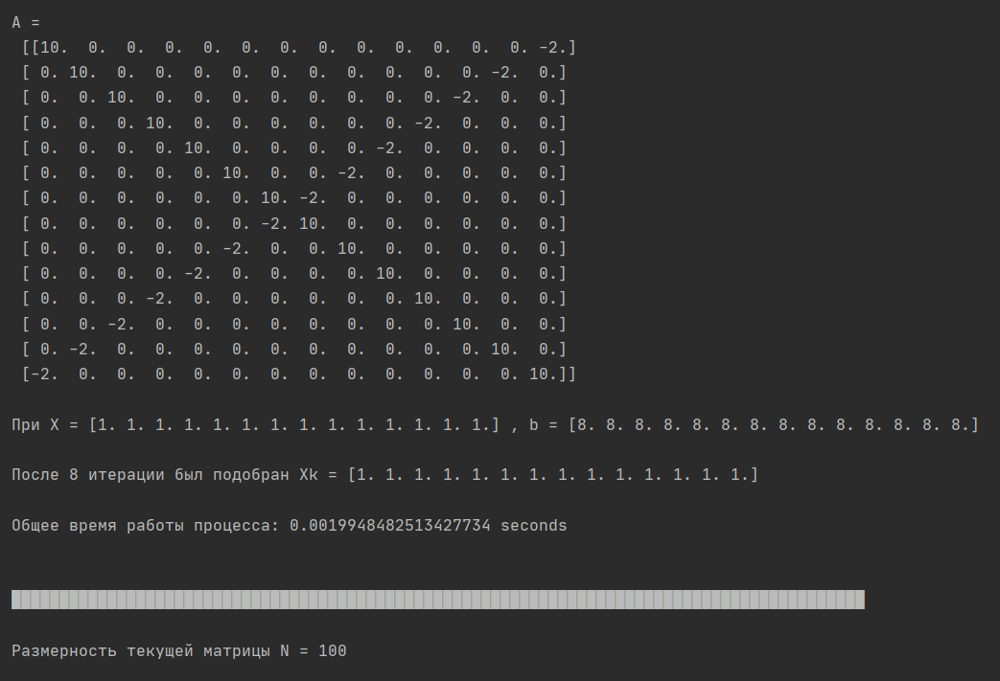 A =
[[10. 0. 0. 0. 0. 0. 0. 0. 0. 0. 0. 0. 0. -2.]
[ 0. 10. 0. 0. 0. 0. 0. 0. 0. 0. 0. 0. -2. 0.]
[ 0. 0. 10. 0. 0. 0. 0. 0. 0. 0. 0. -2. 0. 0.]
[ 0. 0. 0. 10. 0. 0. 0. 0. 0. 0. -2. 0. 0. 0.]
[ 0. 0. 0. 0. 10. 0. 0. 0. 0. -2. 0. 0. 0. 0.]
[ 0. 0. 0. 0. 0. 10. 0. 0. -2. 0. 0. 0. 0. 0.]
[ 0. 0. 0. 0. 0. 0. 10. -2. 0. 0. 0. 0. 0. 0.]
[ 0. 0. 0. 0. 0. 0. -2. 10. 0. 0. 0. 0. 0. 0.]
[ 0. 0. 0. 0. 0. -2. 0. 0. 10. 0. 0. 0. 0. 0.]
[ 0. 0. 0. 0. -2. 0. 0. 0. 0. 10. 0. 0. 0. 0.]
[ 0. 0. 0. -2. 0. 0. 0. 0. 0. 0. 10. 0. 0. 0.]
[ 0. 0. -2. 0. 0. 0. 0. 0. 0. 0. 0. 10. 0. 0.]
[ 0. -2. 0. 0. 0. 0. 0. 0. 0. 0. 0. 0. 10. 0.]
[-2. 0. 0. 0. 0. 0. 0. 0. 0. 0. 0. 0. 0. 10.]]
При X = [1. 1. 1. 1. 1. 1. 1. 1. 1. 1. 1. 1. 1. 1.] , b = [8. 8. 8. 8. 8. 8. 8. 8. 8. 8. 8. 8. 8. 8.]
После 8 итерации был подобран Xk = [1. 1. 1. 1. 1. 1. 1. 1. 1. 1. 1. 1. 1. 1.]
Общее время работы процесса: 0.0019948482513427734 seconds
Размерность текущей матрицы N = 100